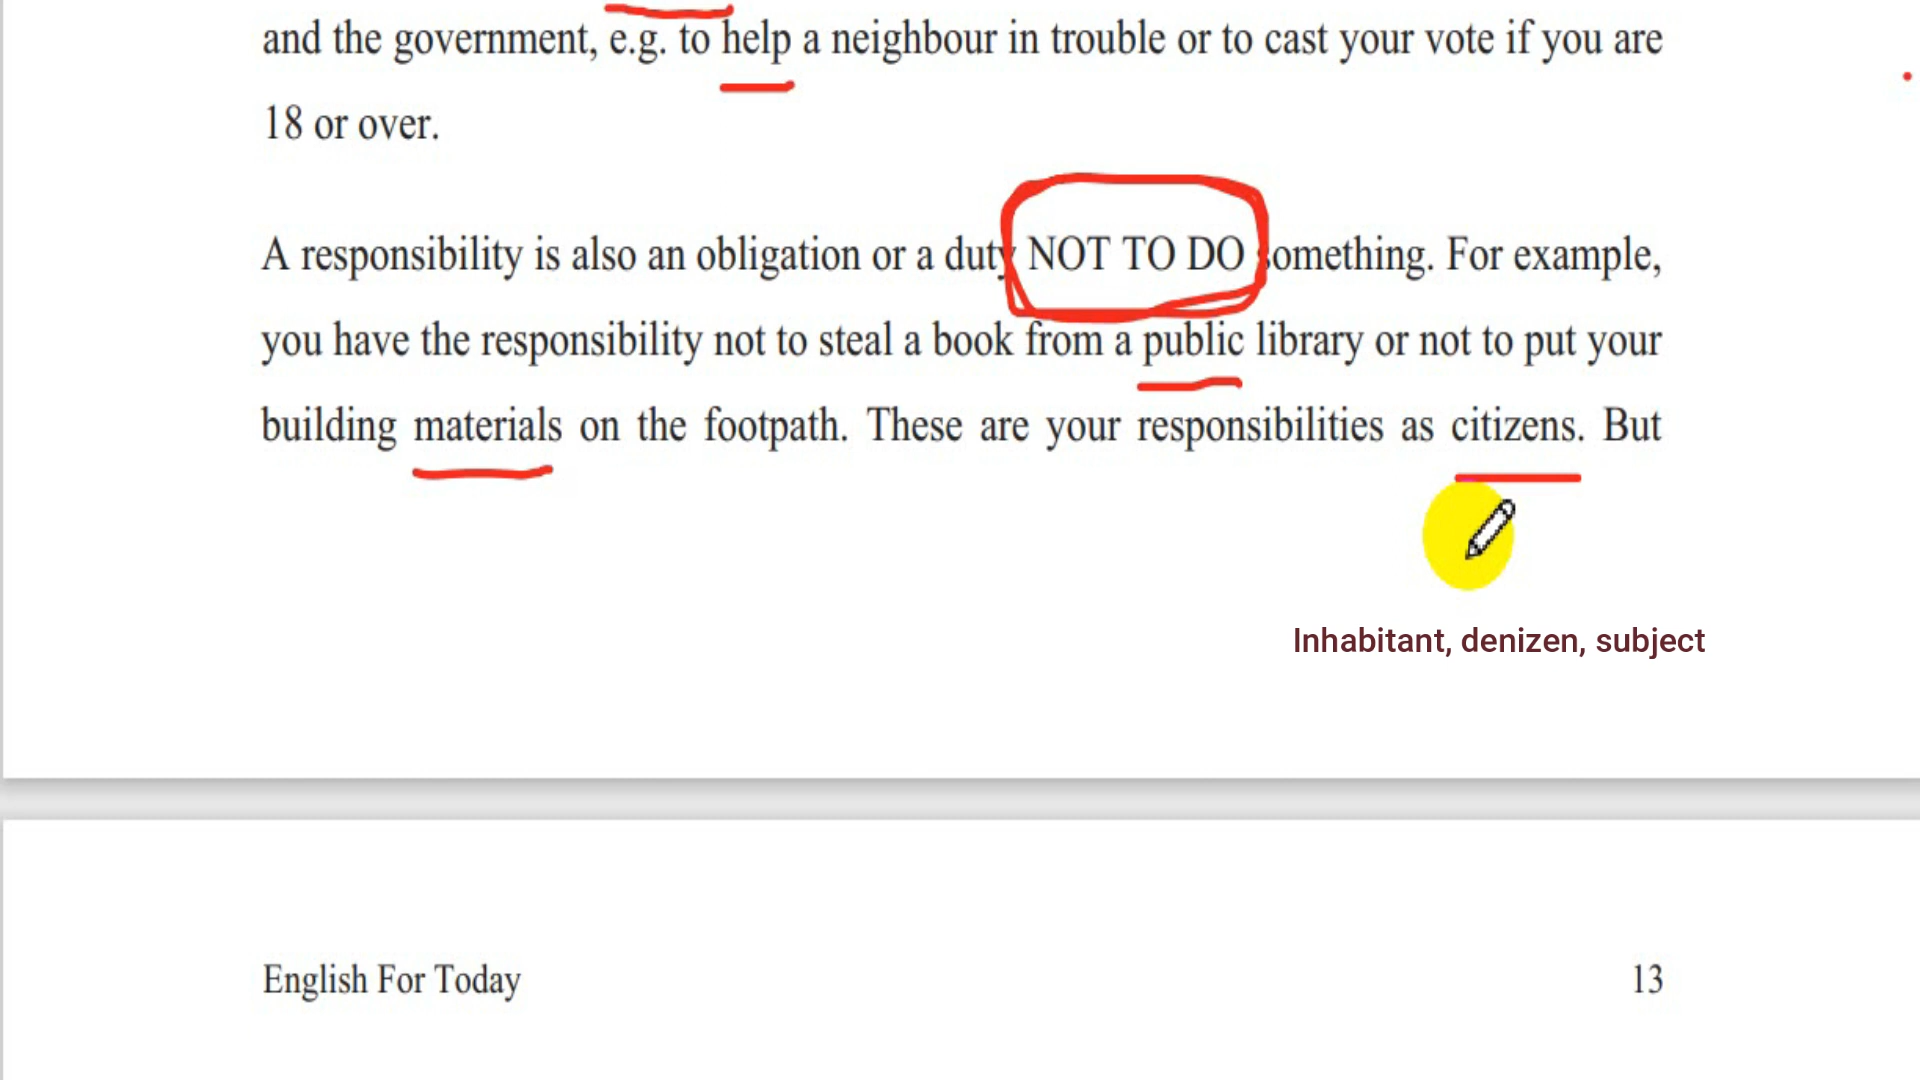 and the government, e.g. to help a neighbour in trouble or to cast your vote if you are
18 or over.
A responsibility is also an obligation or a duty NOT TO DO something. For example,
you have the responsibility not to steal a book from a public library or not to put your
building materials on the footpath. These are your responsibilities as citizens. But
Inhabitant, denizen, subject
English For Today 13